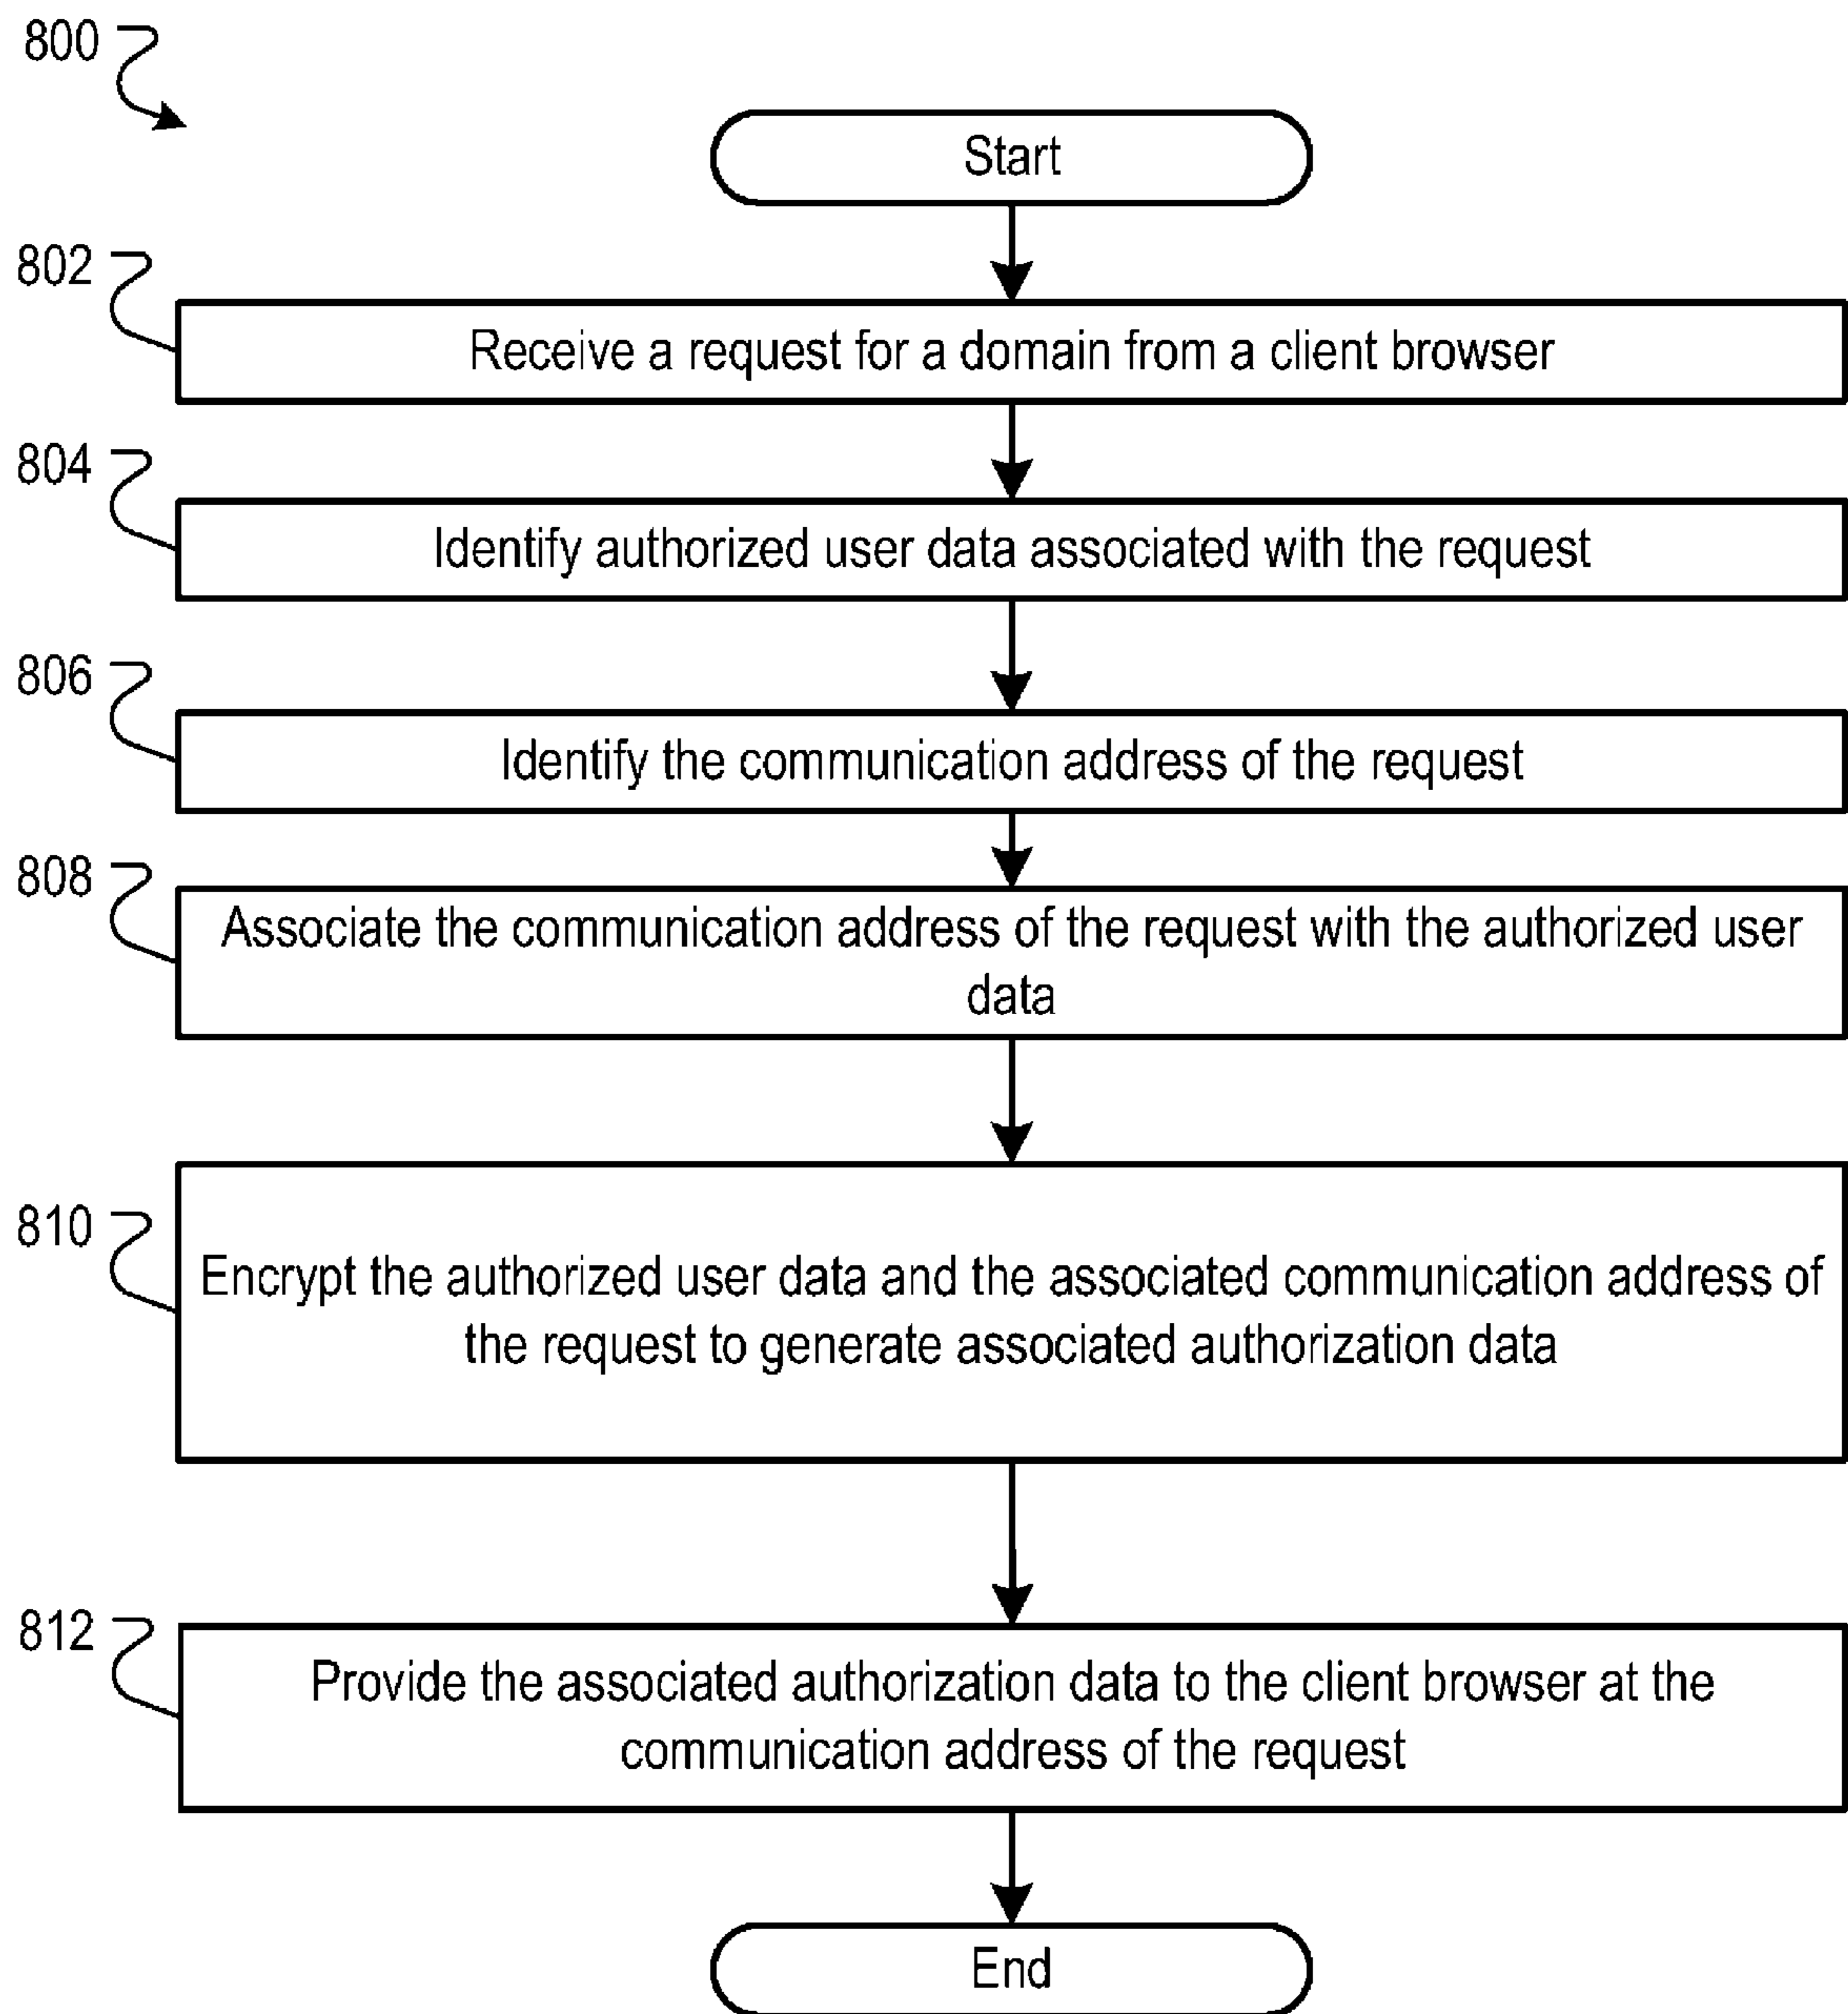 800
Start
802
Receive a request for a domain from a client browser
804
Identify authorized user data associated with the request
806
Identify the communication address of the request
808
Associate the communication address of the request with the authorized user
data
810
Encrypt the authorized user data and the associated communication address of
the request to generate associated authorization data
812
Provide the associated authorization data to the client browser at the
communication address of the request
End